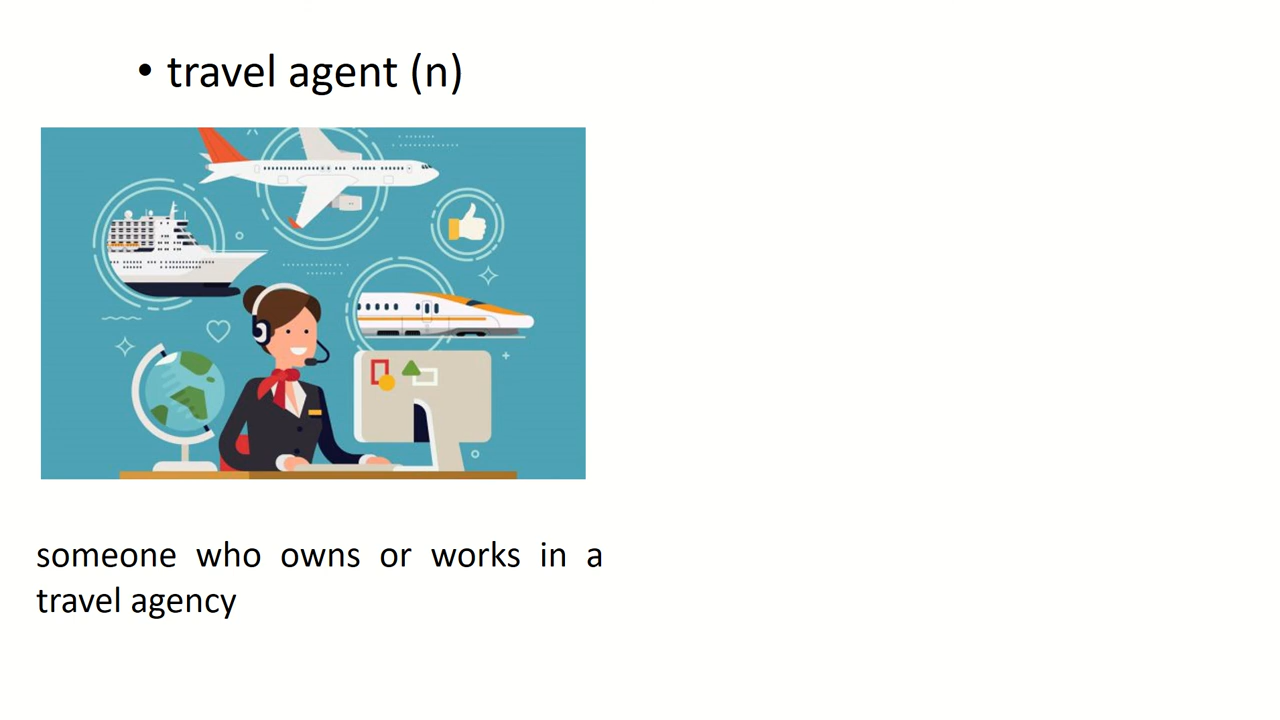 • travel agent (n)
someone who owns or works in a
travel agency